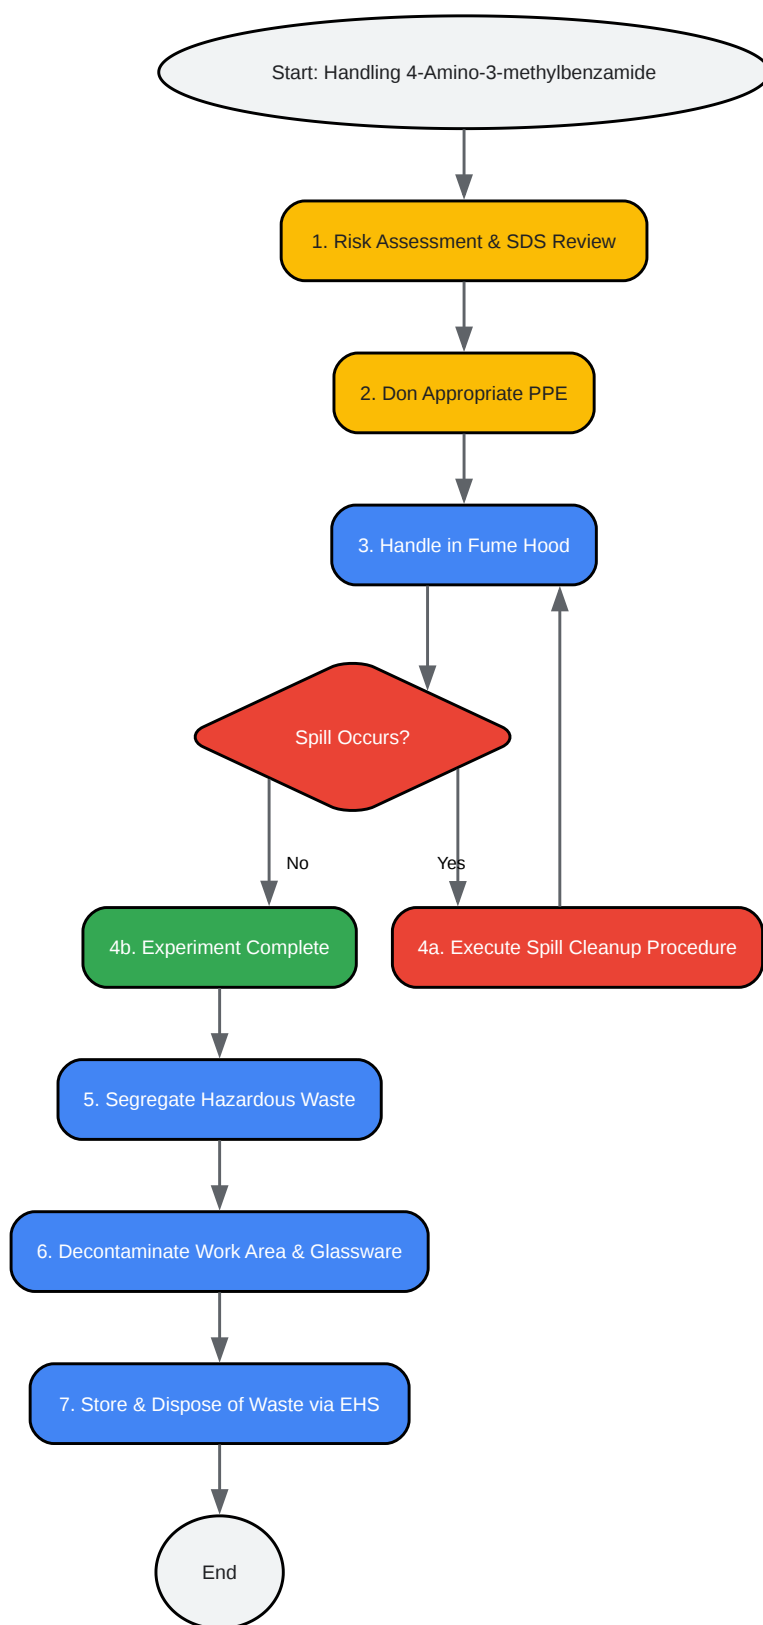 Start: Handling 4-Amino-3-methylbenzamide
1. Risk Assessment & SDS Review
2. Don Appropriate PPE
3. Handle in Fume Hood
Spill Occurs?
No
Yes
4b. Experiment Complete
4a. Execute Spill Cleanup Procedure
5. Segregate Hazardous Waste
6. Decontaminate Work Area & Glassware
7. Store & Dispose of Waste via EHS
End